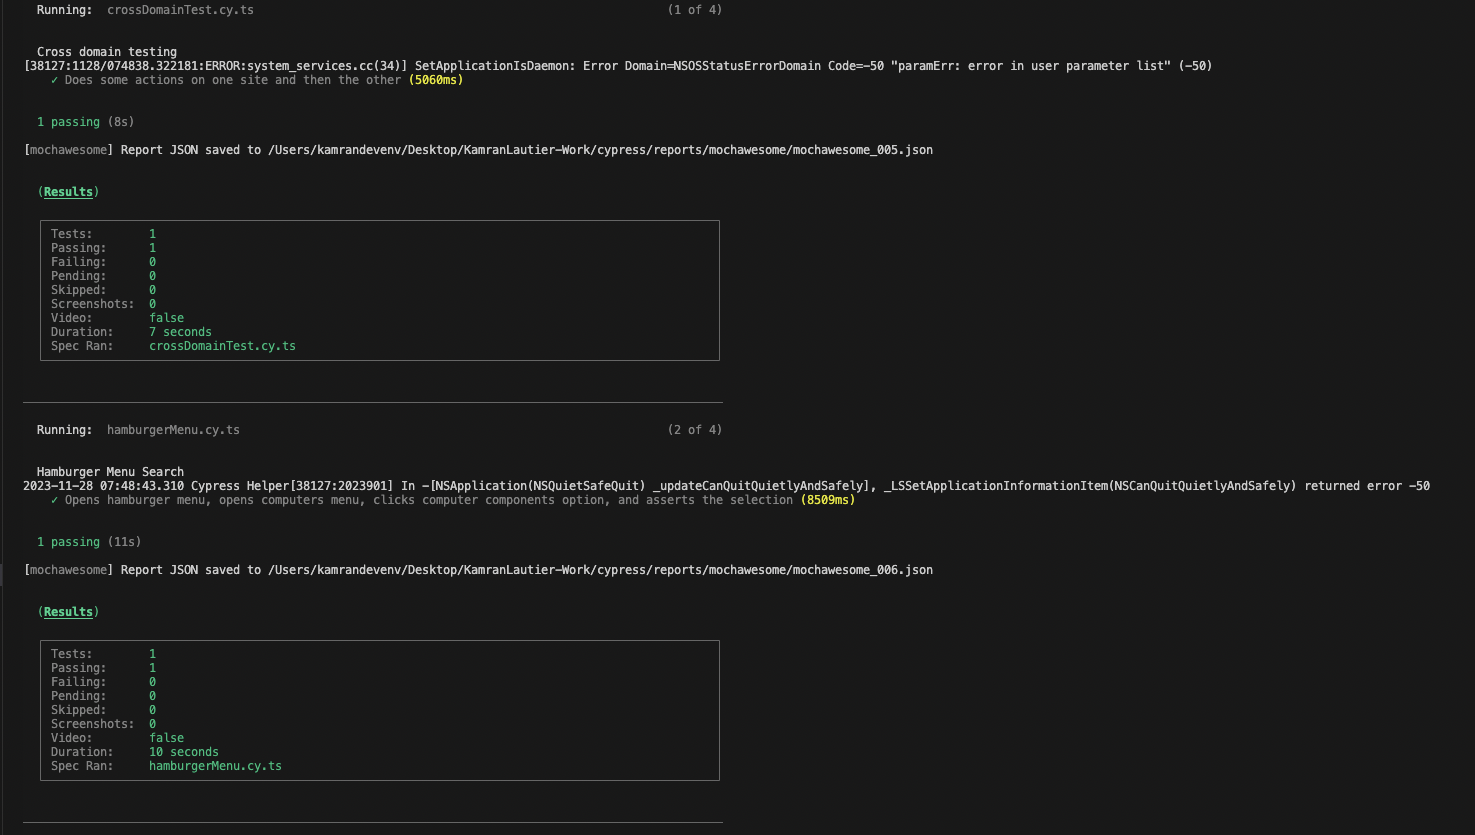 Running: crossDomainTest.cy.ts (1 of 4)
Cross domain testing
[38127:1128/074838.322181:ERROR:system_services.cc(34)] SetApplicationIsDaemon: Error Domain=NSOSStatusErrorDomain Code=-50 "paramErr: error in user parameter list" (-50)
✓ Does some actions on one site and then the other (5060ms)
1 passing (8s)
[mochawesome] Report JSON saved to /Users/kamrandevenv/Desktop/KamranLautier-Work/cypress/reports/mochawesome/mochawesome_005.json
(Results)
Tests: 1
Passing: 1
Failing: 0
Pending: 0
Skipped: 0
Screenshots: 0
Video: false
Duration: 7 seconds
Spec Ran: crossDomainTest.cy.ts
Running: hamburgerMenu.cy.ts (2 of 4)
Hamburger Menu Search
2023-11-28 07:48:43.310 Cypress Helper[38127:2023901] In -[NSApplication(NSQuietSafeQuit) _updateCanQuitQuietlyAndSafely], _LSSetApplicationInformationItem(NSCanQuitQuietlyAndSafely) returned error -50
✓ Opens hamburger menu, opens computers menu, clicks computer components option, and asserts the selection (8509ms)
1 passing (11s)
[mochawesome] Report JSON saved to /Users/kamrandevenv/Desktop/KamranLautier-Work/cypress/reports/mochawesome/mochawesome_006.json
(Results)
Tests: 1
Passing: 1
Failing: 0
Pending: 0
Skipped: 0
Screenshots: 0
Video: false
Duration: 10 seconds
Spec Ran: hamburgerMenu.cy.ts